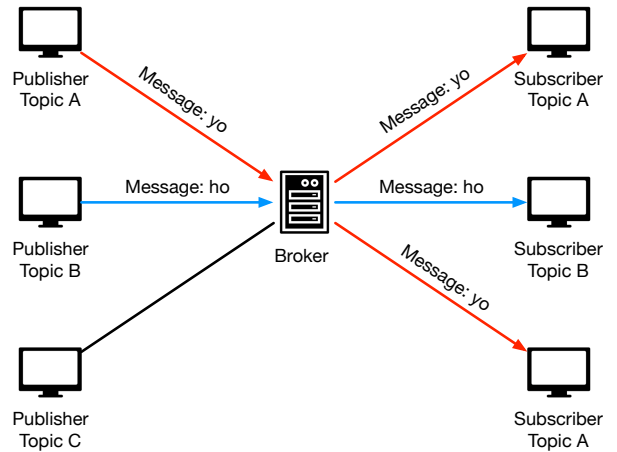 Publisher
Topic A
Message: yo
Message: yo
Subscriber
Topic A
Publisher
Topic B
Message: ho
Broker
Message: ho
Subscriber
Topic B
Message: yo
Publisher
Topic C
Subscriber
Topic A